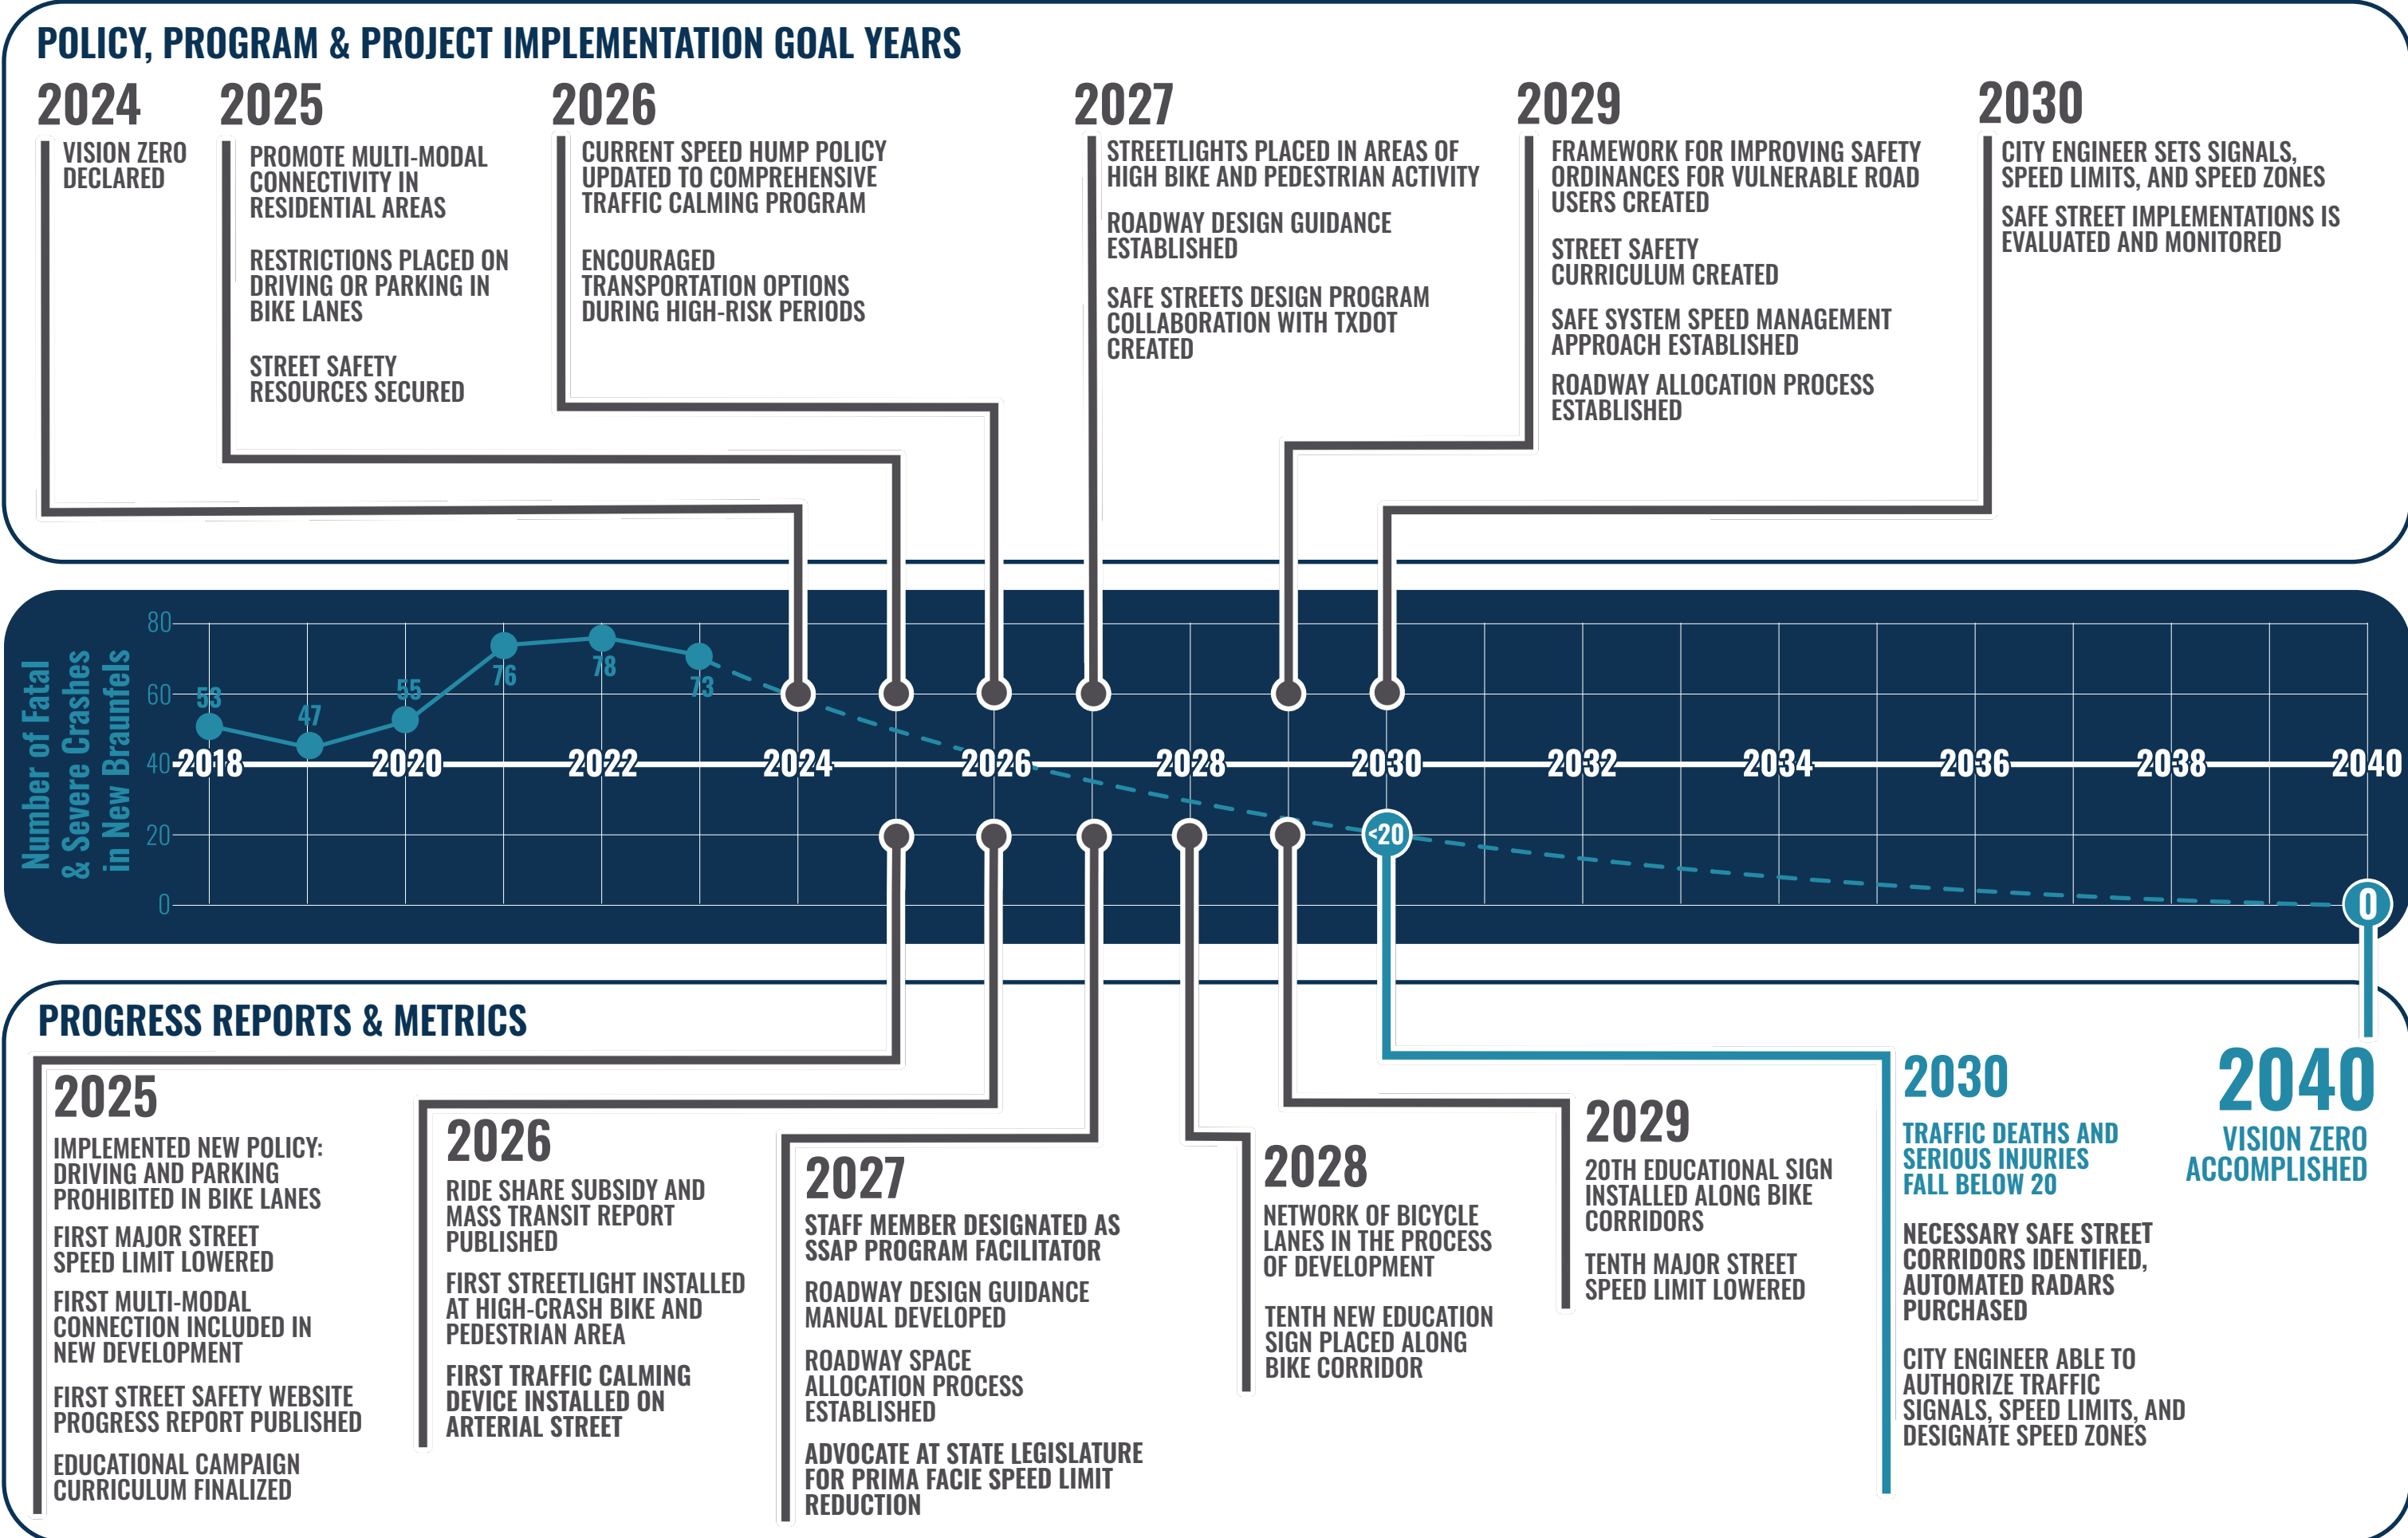 POLICY, PROGRAM & PROJECT IMPLEMENTATION GOAL YEARS
2024
VISION ZERO
DECLARED
2025
PROMOTE MULTI-MODAL
CONNECTIVITY IN
RESIDENTIAL AREAS
RESTRICTIONS PLACED ON
DRIVING OR PARKING IN
BIKE LANES
STREET SAFETY
RESOURCES SECURED
2026
CURRENT SPEED HUMP POLICY
UPDATED TO COMPREHENSIVE
TRAFFIC CALMING PROGRAM
ENCOURAGED
TRANSPORTATION OPTIONS
DURING HIGH-RISK PERIODS
2027
STREETLIGHTS PLACED IN AREAS OF
HIGH BIKE AND PEDESTRIAN ACTIVITY
ROADWAY DESIGN GUIDANCE
ESTABLISHED
SAFE STREETS DESIGN PROGRAM
COLLABORATION WITH TXDOT
CREATED
2029
FRAMEWORK FOR IMPROVING SAFETY
ORDINANCES FOR VULNERABLE ROAD
USERS CREATED
STREET SAFETY
CURRICULUM CREATED
SAFE SYSTEM SPEED MANAGEMENT
APPROACH ESTABLISHED
ROADWAY ALLOCATION PROCESS
ESTABLISHED
2030
CITY ENGINEER SETS SIGNALS,
SPEED LIMITS, AND SPEED ZONES
SAFE STREET IMPLEMENTATIONS IS
EVALUATED AND MONITORED
Number of Fatal
& Severe Crashes
in New Braunfels
80
60
40
20
0
53
47
55
76
78
73
2018
2020
2022
2024
2026
2028
2030
2032
2034
2036
2038
2040
<20
0
PROGRESS REPORTS & METRICS
2025
IMPLEMENTED NEW POLICY:
DRIVING AND PARKING
PROHIBITED IN BIKE LANES
FIRST MAJOR STREET
SPEED LIMIT LOWERED
FIRST MULTI-MODAL
CONNECTION INCLUDED IN
NEW DEVELOPMENT
FIRST STREET SAFETY WEBSITE
PROGRESS REPORT PUBLISHED
EDUCATIONAL CAMPAIGN
CURRICULUM FINALIZED
2026
RIDE SHARE SUBSIDY AND
MASS TRANSIT REPORT
PUBLISHED
FIRST STREETLIGHT INSTALLED
AT HIGH-CRASH BIKE AND
PEDESTRIAN AREA
FIRST TRAFFIC CALMING
DEVICE INSTALLED ON
ARTERIAL STREET
2027
STAFF MEMBER DESIGNATED AS
SSAP PROGRAM FACILITATOR
ROADWAY DESIGN GUIDANCE
MANUAL DEVELOPED
ROADWAY SPACE
ALLOCATION PROCESS
ESTABLISHED
ADVOCATE AT STATE LEGISLATURE
FOR PRIMA FACIE SPEED LIMIT
REDUCTION
2028
NETWORK OF BICYCLE
LANES IN THE PROCESS
OF DEVELOPMENT
TENTH NEW EDUCATION
SIGN PLACED ALONG
BIKE CORRIDOR
2029
20TH EDUCATIONAL SIGN
INSTALLED ALONG BIKE
CORRIDORS
TENTH MAJOR STREET
SPEED LIMIT LOWERED
2030
TRAFFIC DEATHS AND
SERIOUS INJURIES
FALL BELOW 20
NECESSARY SAFE STREET
CORRIDORS IDENTIFIED,
AUTOMATED RADARS
PURCHASED
CITY ENGINEER ABLE TO
AUTHORIZE TRAFFIC
SIGNALS, SPEED LIMITS, AND
DESIGNATE SPEED ZONES
2040
VISION ZERO
ACCOMPLISHED